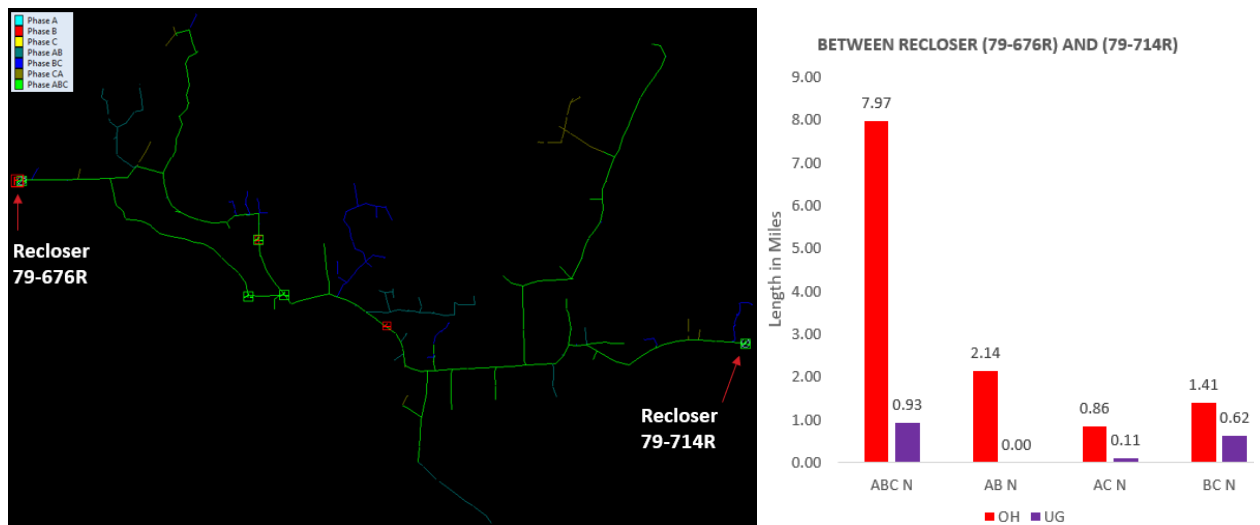 Phase A
Phase B
Phase C
Phase AB
Phase BC
Phase CA
Phase ABC
Recloser
79-676R
Recloser
79-714R
BETWEEN RECLOSER (79-676R) AND (79-714R)
Length in Miles
9.00
8.00
7.00
6.00
5.00
4.00
3.00
2.00
1.00
0.00
7.97
0.93
2.14
0.00
0.86
0.11
1.41
0.62
ABC N
AB N
AC N
BC N
OH
UG